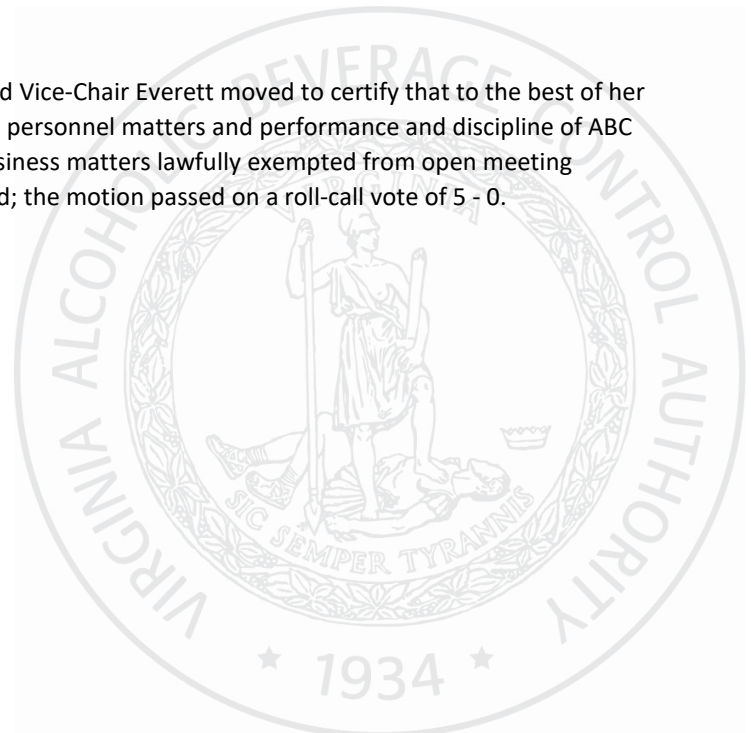 d Vice-Chair Everett moved to certify that to the best of her
personnel matters and performance and discipline of ABC
siness matters lawfully exempted from open meeting
d; the motion passed on a roll-call vote of 5 - 0.
VIRGINIA ALCOHOLIC BEVERAGE CONTROL AUTHORITY
VIRGINIA
SIC SEMPER TYRANNIS
* 1934 *